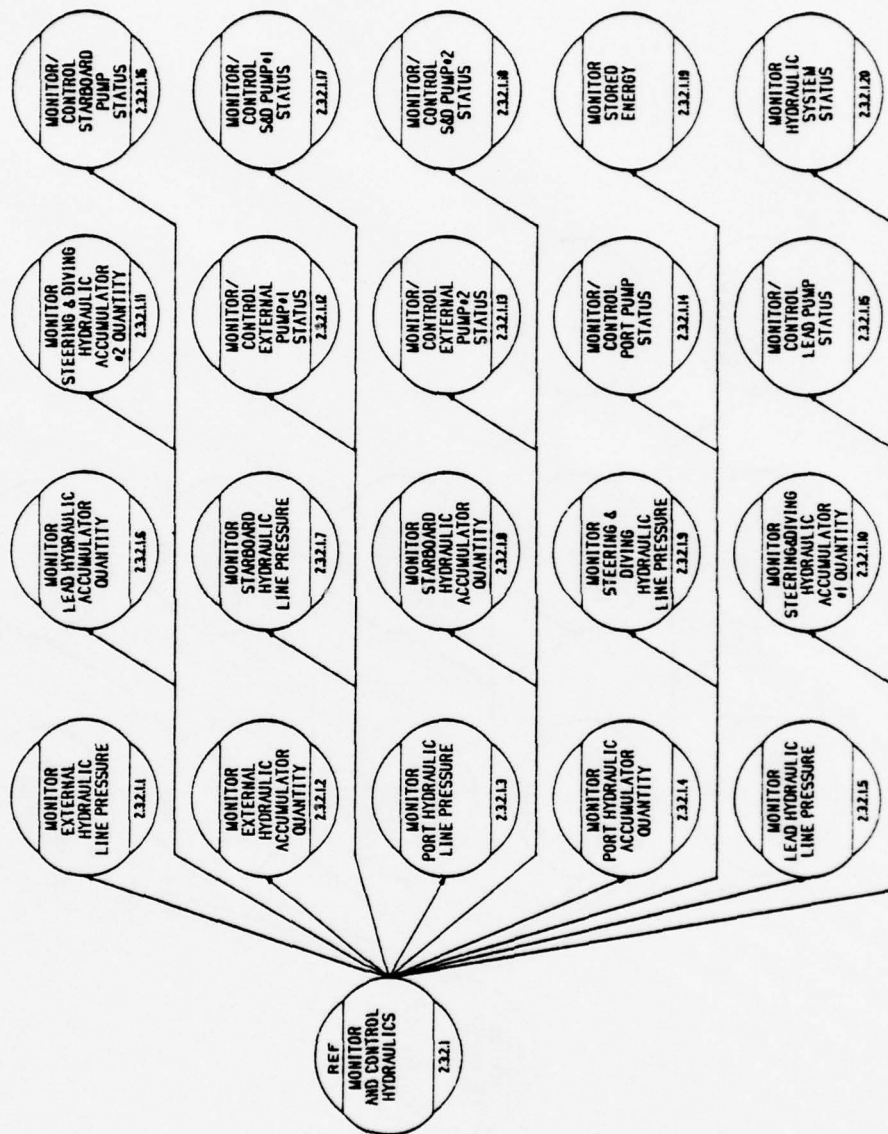 REF
MONITOR
AND CONTROL
HYDRAULICS
2.3.2.1
MONITOR
EXTERNAL
HYDRAULIC
LINE PRESSURE
2.3.2.1.1
MONITOR
EXTERNAL
HYDRAULIC
ACCUMULATOR
QUANTITY
2.3.2.1.2
MONITOR
PORT HYDRAULIC
LINE PRESSURE
2.3.2.1.3
MONITOR
PORT HYDRAULIC
ACCUMULATOR
QUANTITY
2.3.2.1.4
MONITOR
LEAD HYDRAULIC
LINE PRESSURE
2.3.2.1.5
MONITOR
LEAD HYDRAULIC
ACCUMULATOR
QUANTITY
2.3.2.1.6
MONITOR
STARBOARD
HYDRAULIC
LINE PRESSURE
2.3.2.1.7
MONITOR
STARBOARD
HYDRAULIC
ACCUMULATOR
QUANTITY
2.3.2.1.8
MONITOR
STEERING &
DIVING
HYDRAULIC
LINE PRESSURE
2.3.2.1.9
MONITOR
STEERING&DIVING
HYDRAULIC
ACCUMULATOR
#1 QUANTITY
2.3.2.1.10
MONITOR
STEERING & DIVING
HYDRAULIC
ACCUMULATOR
#2 QUANTITY
2.3.2.1.11
MONITOR/
CONTROL
EXTERNAL
PUMP#1
STATUS
2.3.2.1.12
MONITOR/
CONTROL
EXTERNAL
PUMP#2
STATUS
2.3.2.1.13
MONITOR/
CONTROL
PORT PUMP
STATUS
2.3.2.1.14
MONITOR/
CONTROL
LEAD PUMP
STATUS
2.3.2.1.15
MONITOR/
CONTROL
STARBOARD
PUMP
STATUS
2.3.2.1.16
MONITOR/
CONTROL
S&D PUMP#1
STATUS
2.3.2.1.17
MONITOR/
CONTROL
S&D PUMP#2
STATUS
2.3.2.1.18
MONITOR
STORED
ENERGY
2.3.2.1.19
MONITOR
HYDRAULIC
SYSTEM
STATUS
2.3.2.1.20